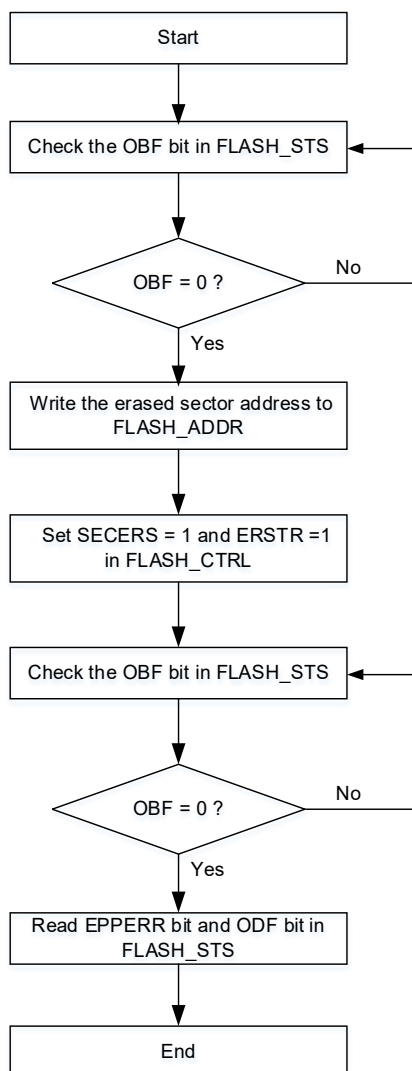 Start
Check the OBF bit in FLASH_STS
OBF = 0 ?
No
Yes
Write the erased sector address to
FLASH_ADDR
Set SECERS = 1 and ERSTR =1
in FLASH_CTRL
Check the OBF bit in FLASH_STS
OBF = 0 ?
No
Yes
Read EPPERR bit and ODF bit in
FLASH_STS
End